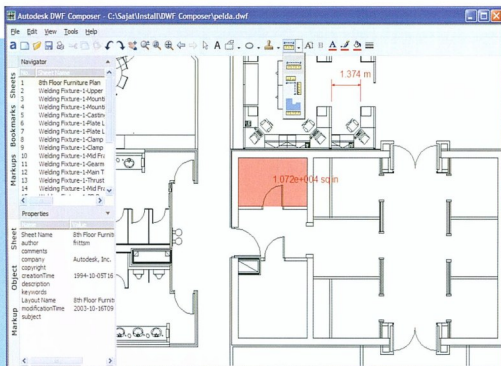 Autodesk DWF Composer - C:\Sajat\Install\DWF Composer\pelda.dwf
File Edit View Tools Help
Navigator
1 8th Floor Furniture Plan
2 Welding Fixture-1-Upper
3 Welding Fixture-1-Mounti
4 Welding Fixture-1-Mounti
5 Welding Fixture-1-Castin
6 Welding Fixture-1-Plate L
7 Welding Fixture-1-Plate L
8 Welding Fixture-1-Clamp
9 Welding Fixture-1-Clamp
10 Welding Fixture-1-Mid Fra
11 Welding Fixture-1-Gearm
12 Welding Fixture-1-Main T
13 Welding Fixture-1-Thrust
14 Welding Fixture-1-Mid Fra
Sheets
Bookmarks
Markups
Properties
Sheet Name 8th Floor Furnit
author fritton
comments
company Autodesk, Inc.
copyright
creationTime 1994-10-05T16
description
keywords
Layout Name 8th Floor Furnit
modificationTime 2003-10-16T09
subject
Sheet
Object
Markup
1.374 m
1.072e+004 sq in